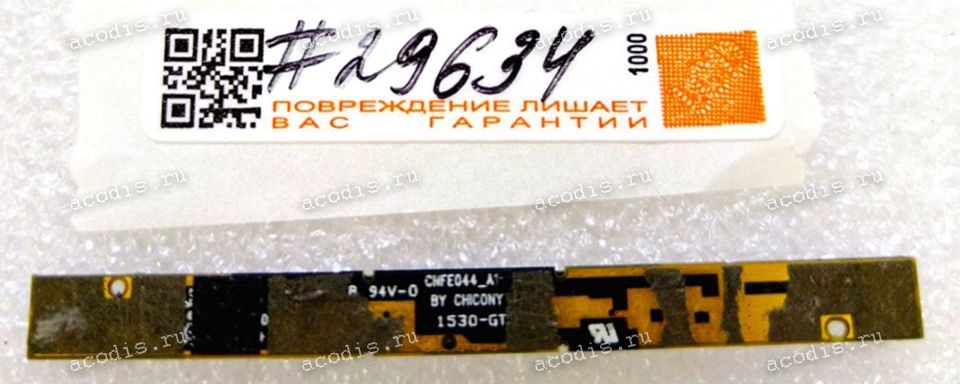 #29634
1000
ПОВРЕЖДЕНИЕ ЛИШАЕТ
ВАС ГАРАНТИИ
CNFE044_A1
94V-0
BY CHICONY
1530-GT
acodis.ru